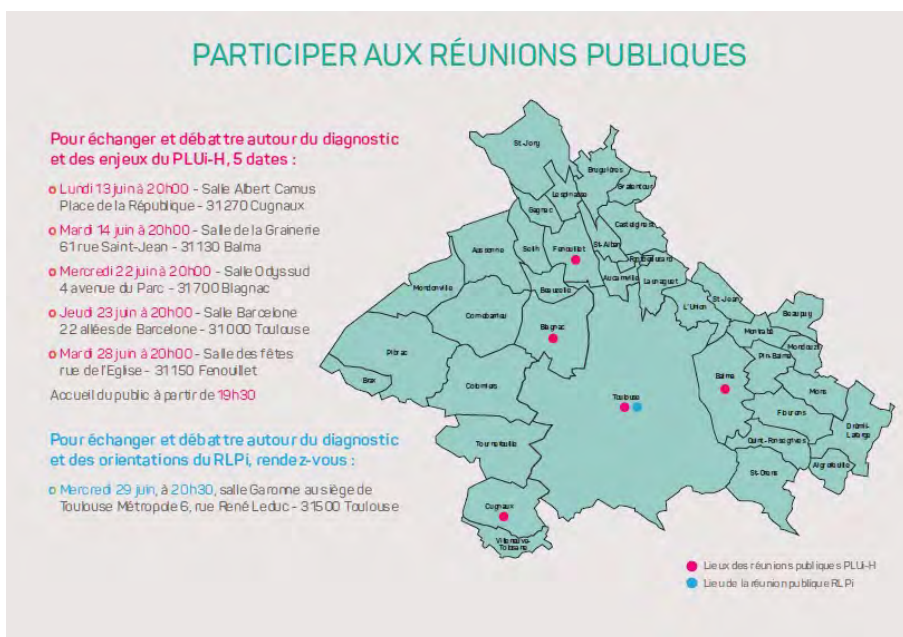 PARTICIPER AUX RÉUNIONS PUBLIQUES
Pour échanger et débattre autour du diagnostic
et des enjeux du PLUi-H, 5 dates :
Lundi 13 juin à 20h00 - Salle Albert Camus
Place de la République - 31270 Cugnaux
Mardi 14 juin à 20h00 - Salle de la Grainerie
61 rue Saint-Jean - 31130 Balma
Mercredi 22 juin à 20h00 - Salle Odyssud
4 avenue du Parc - 31700 Blagnac
Jeudi 23 juin à 20h00 - Salle Barcelone
22 allées de Barcelone - 31000 Toulouse
Mardi 28 juin à 20h00 - Salle des fêtes
rue de l'Eglise - 31150 Fenouillet
Accueil du public à partir de 19h30
Pour échanger et débattre autour du diagnostic
et des orientations du RLPi, rendez-vous :
Mercredi 29 juin, à 20h30, salle Garonne au siège de
Toulouse Métropole 6, rue René Leduc - 31500 Toulouse
St-Jory
Bruguières
Lespinasse
Gratentour
Gagnac
Castelginest
Aussonne
Seilh
Fenouillet
St-Alban
Fonbeauzard
Mondonville
Beauzelle
Aucamville
Launaguet
Cornebarrieu
L'Union
St-Jean
Beaupuy
Blagnac
Montrabé
Mondouzil
Pibrac
Pin-Balma
Brax
Colomiers
Balma
Mons
Toulouse
Flourens
Drémil-
Lafarge
Tournefeuille
Quint-Fonsegrives
Aigrefeuille
St-Orens
Cugnaux
Villeneuve-
Tolosane
Lieux des réunions publiques PLUi-H
Lieu de la réunion publique RLPi